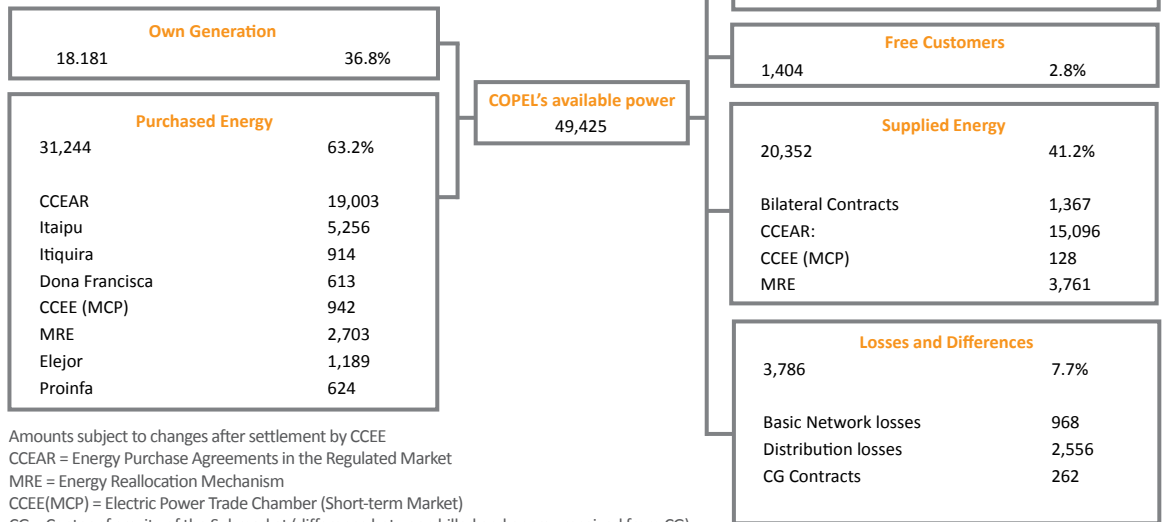 Own Generation
18.181 36.8%
Purchased Energy
31,244 63.2%
CCEAR 19,003
Itaipu 5,256
Itiquira 914
Dona Francisca 613
CCEE (MCP) 942
MRE 2,703
Elejor 1,189
Proinfa 624
COPEL's available power
49,425
Free Customers
1,404 2.8%
Supplied Energy
20,352 41.2%
Bilateral Contracts 1,367
CCEAR: 15,096
CCEE (MCP) 128
MRE 3,761
Losses and Differences
3,786 7.7%
Basic Network losses 968
Distribution losses 2,556
CG Contracts 262
Amounts subject to changes after settlement by CCEE
CCEAR = Energy Purchase Agreements in the Regulated Market
MRE = Energy Reallocation Mechanism
CCEE(MCP) = Electric Power Trade Chamber (Short-term Market)